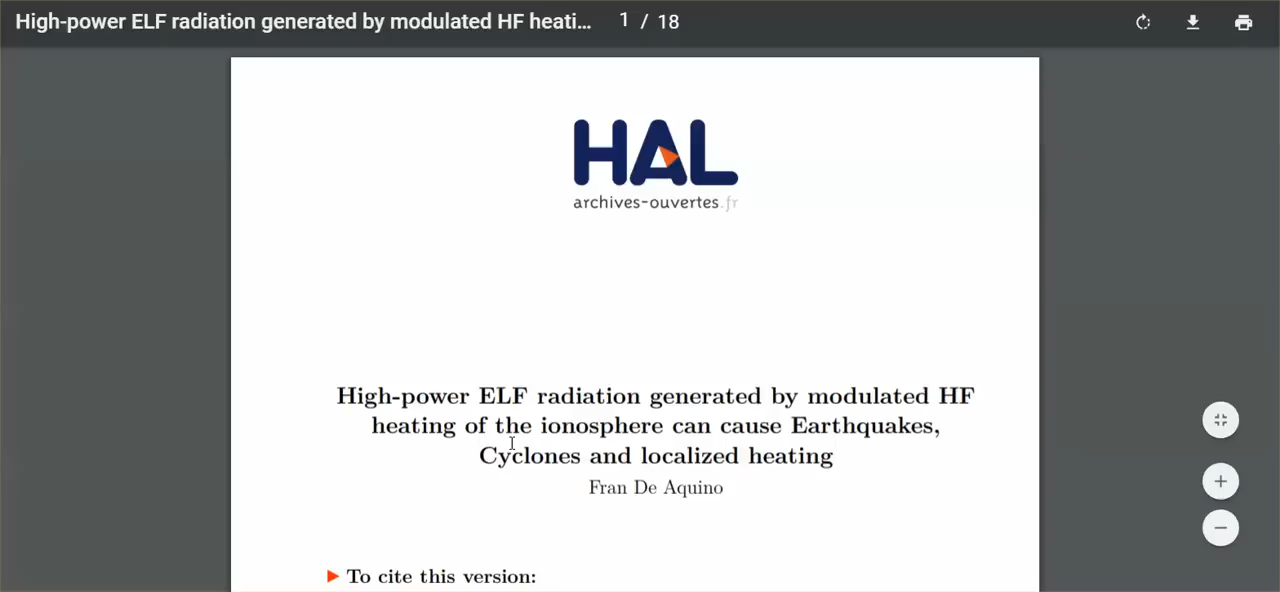 High-power ELF radiation generated by modulated HF heati... 1 / 18
HAL
archives-ouvertes.fr
High-power ELF radiation generated by modulated HF
heating of the ionosphere can cause Earthquakes,
Cyclones and localized heating
Fran De Aquino
To cite this version: